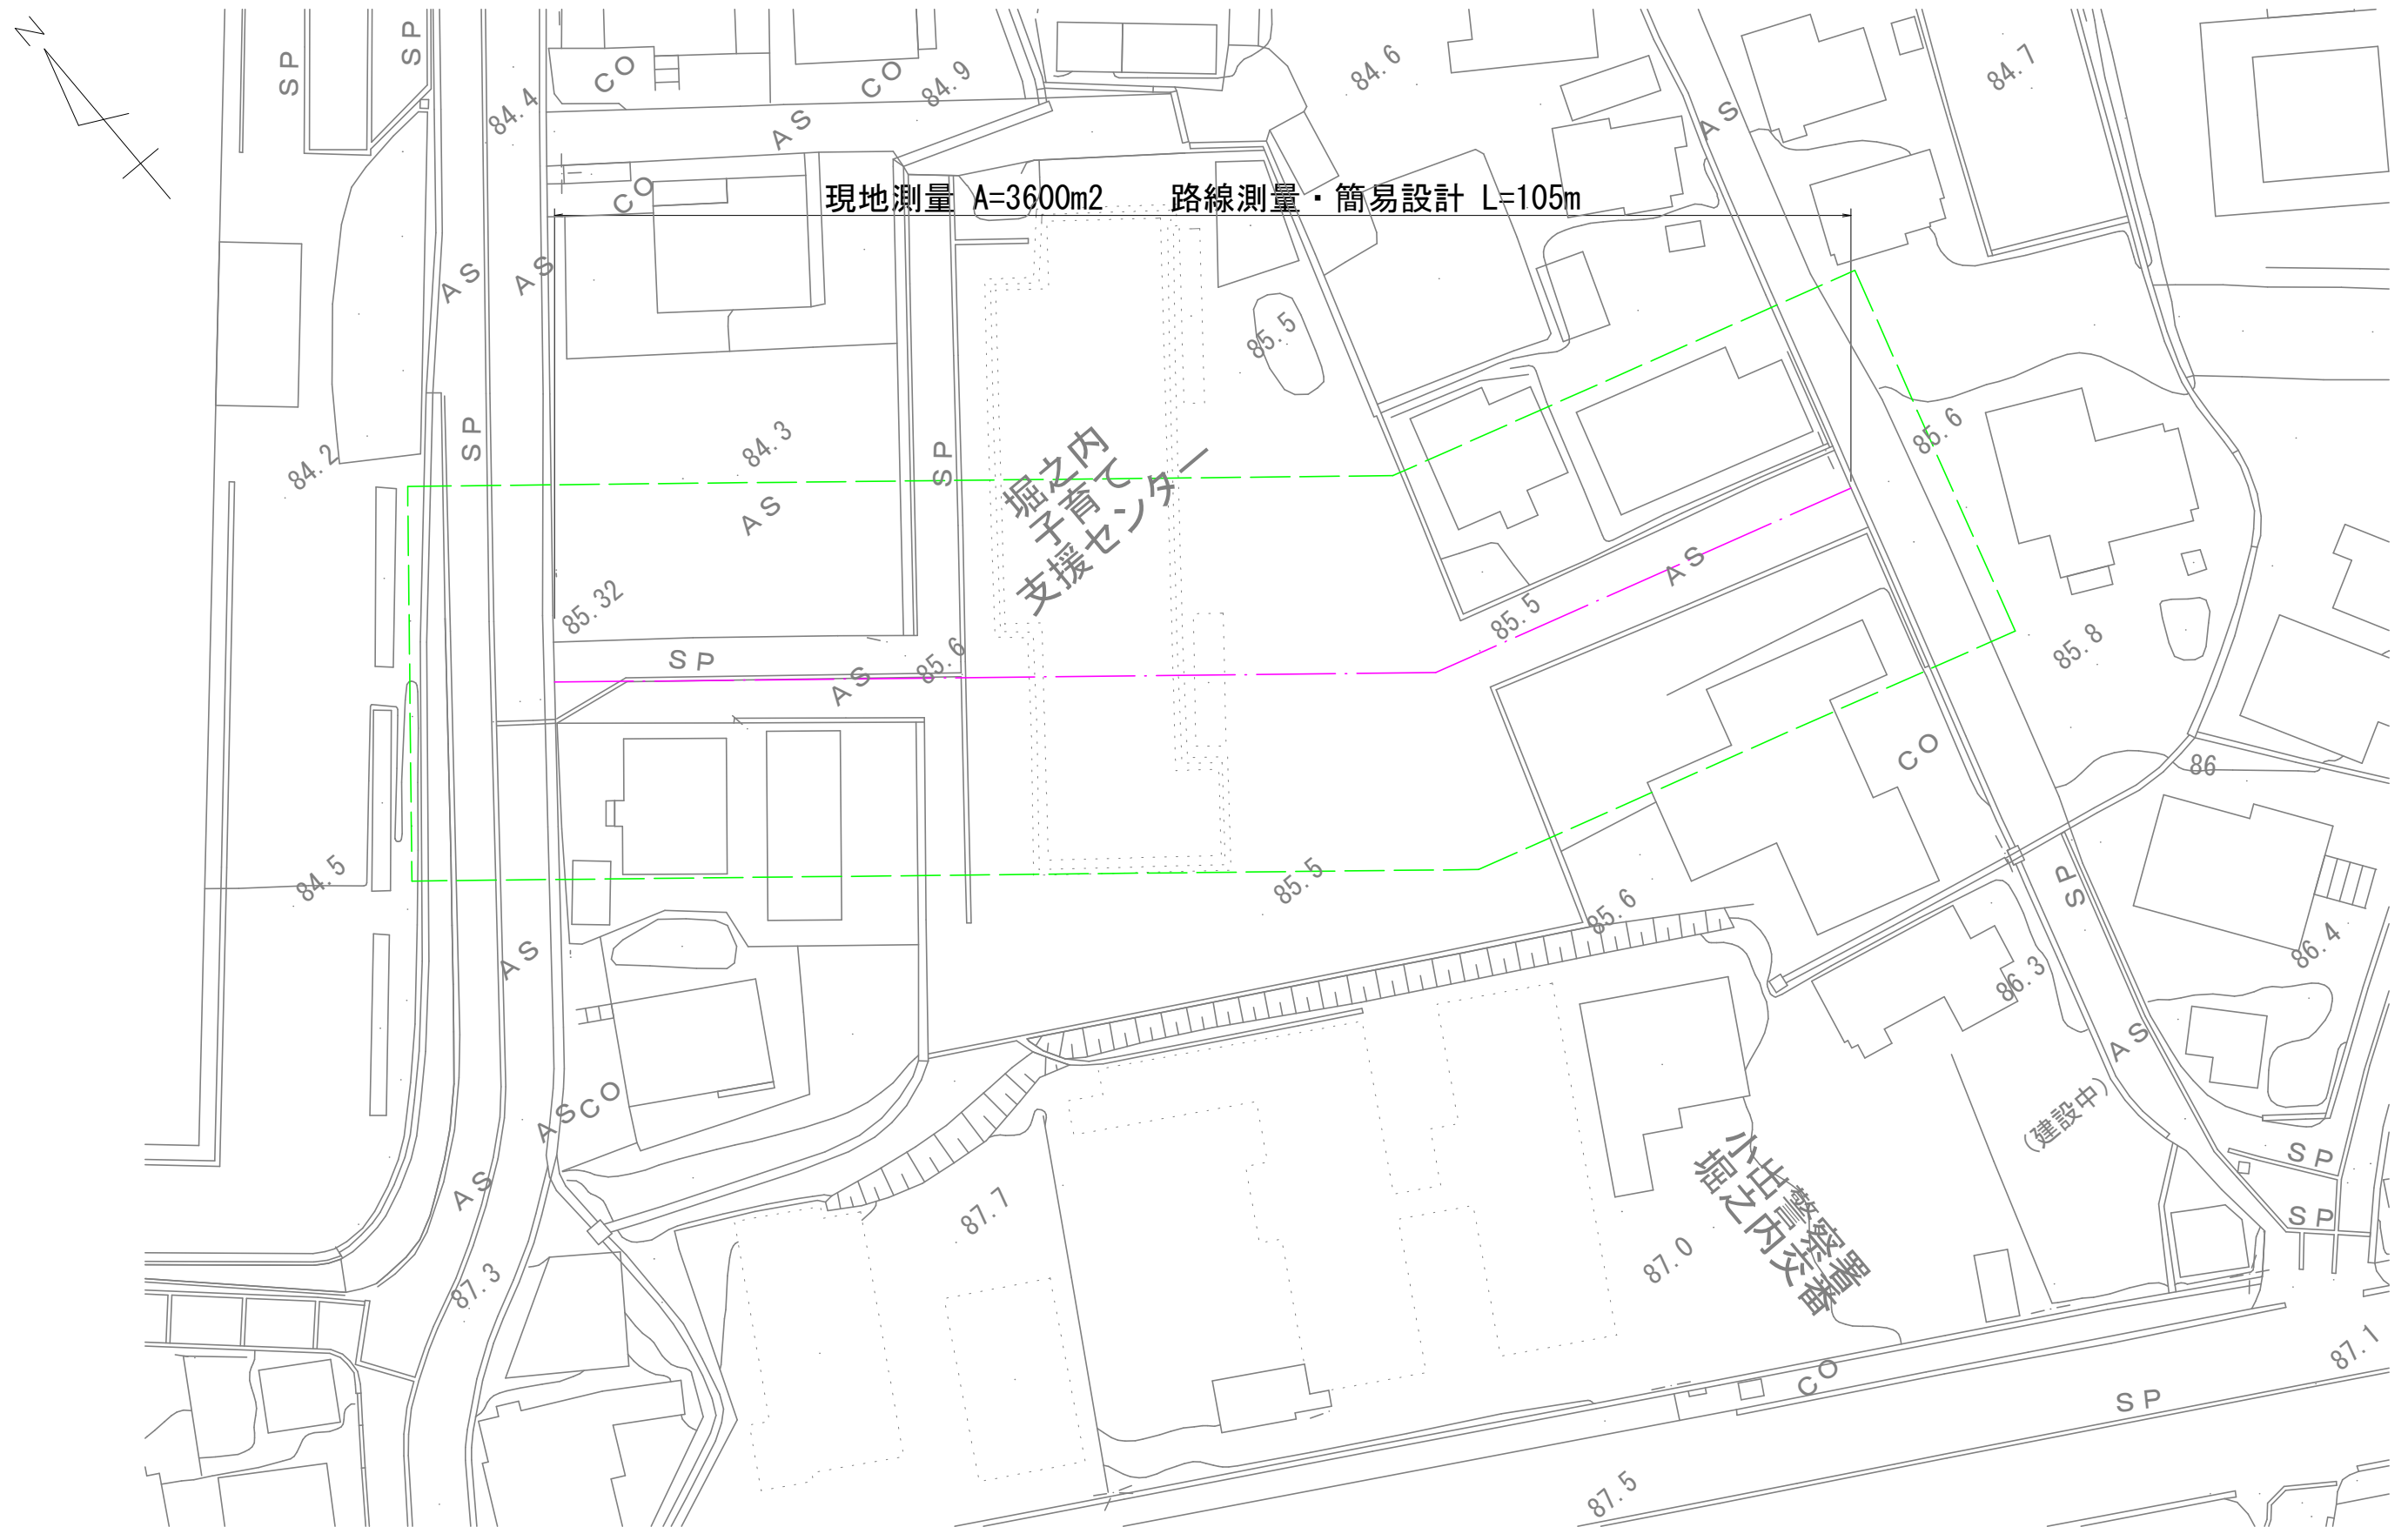 N
SP
SP
84.4
CO
84.9
CO
AS
84.6
AS
84.7
現地測量 A=3600m2 路線測量・簡易設計 L=105m
CO
AS
AS
85.5
SP
84.2
84.3
SP
85.6
AS
堀之内
子育て
支援センター
AS
85.32
85.5
85.6
SP
AS
85.8
CO
86
84.5
85.5
85.6
SP
86.4
AS
86.3
AS
AS
CO
(建設中)
小出警察署
堀之内交番
SP
AS
87.7
SP
87.0
87.3
87.1
CO
SP
87.5